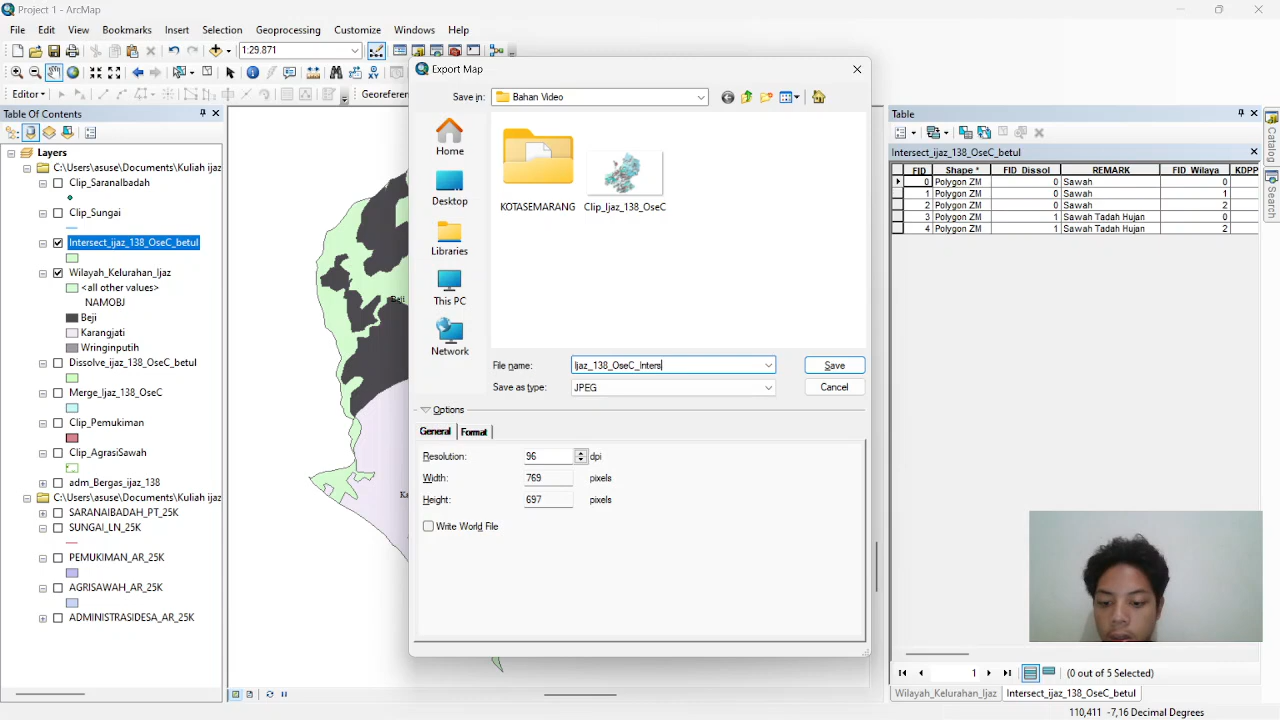 Project 1 - ArcMap
File Edit View Bookmarks Insert Selection Geoprocessing Customize Windows Help
1:29.871
Editor Georeferen
Table Of Contents
Layers
C:\Users\asuse\Documents\Kuliah ijaz
Clip_SaranaIbadah
Clip_Sungai
Intersect_ijaz_138_OseC_betul
Wilayah_Kelurahan_Ijaz
<all other values>
NAMOBJ
Beji
Karangjati
Wringinputih
Dissolve_ijaz_138_OseC_betul
Merge_Ijaz_138_OseC
Clip_Pemukiman
Clip_AgrasiSawah
adm_Bergas_ijaz_138
C:\Users\asuse\Documents\Kuliah ijaz
SARANAIBADAH_PT_25K
SUNGAI_LN_25K
PEMUKIMAN_AR_25K
AGRISAWAH_AR_25K
ADMINISTRASIDESA_AR_25K
Beji
Export Map
Save in: Bahan Video
Home
Desktop
Libraries
This PC
Network
KOTASEMARANG
Clip_Ijaz_138_OseC
File name: Ijaz_138_OseC_Inters
Save
Save as type: JPEG
Cancel
Options
General Format
Resolution: 96 dpi
Width: 769 pixels
Height: 697 pixels
Write World File
Table
Intersect_ijaz_138_OseC_betul
FID Shape * FID_Dissol REMARK FID_Wilaya KDPP
0 Polygon ZM 0 Sawah 0
1 Polygon ZM 0 Sawah 1
2 Polygon ZM 0 Sawah 2
3 Polygon ZM 1 Sawah Tadah Hujan 0
4 Polygon ZM 1 Sawah Tadah Hujan 2
1 (0 out of 5 Selected)
Wilayah_Kelurahan_Ijaz Intersect_ijaz_138_OseC_betul
Catalog
Search
110,411 -7,16 Decimal Degrees